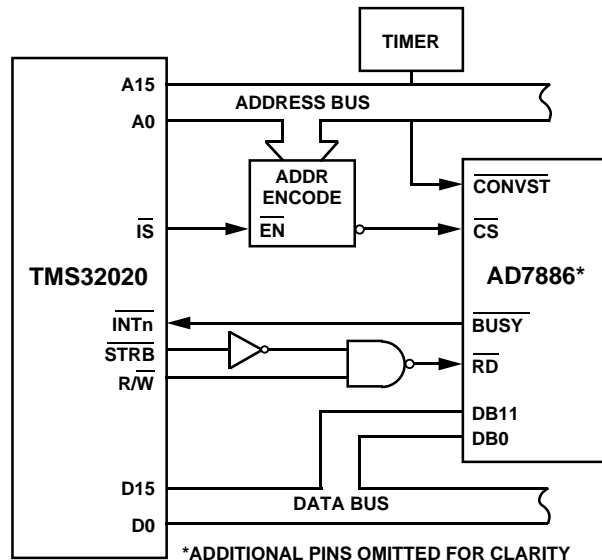 TIMER
A15
ADDRESS BUS
A0
ADDR
ENCODE
CONVST
IS
EN
CS
TMS32020
AD7886*
INTn
BUSY
STRB
R/W
RD
DB11
DB0
D15
DATA BUS
D0
*ADDITIONAL PINS OMITTED FOR CLARITY